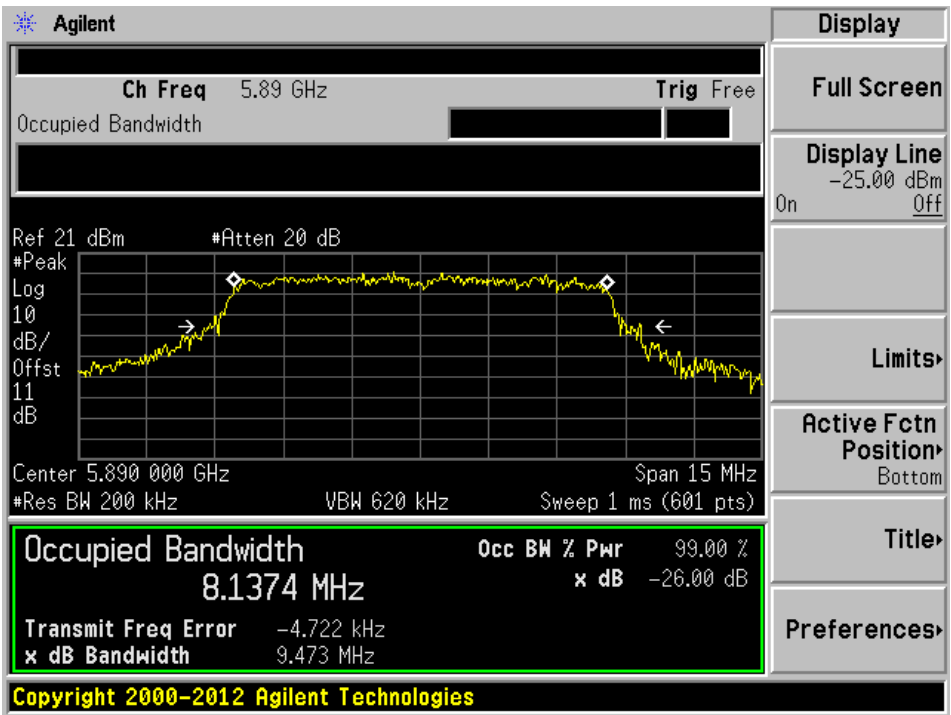 Agilent
Display
Ch Freq 5.89 GHz Trig Free
Occupied Bandwidth
Full Screen
Display Line
-25.00 dBm
On Off
Ref 21 dBm #Atten 20 dB
#Peak
Log
10
dB/
Offst
11
dB
Center 5.890 000 GHz Span 15 MHz
#Res BW 200 kHz VBW 620 kHz Sweep 1 ms (601 pts)
Limits
Active Fctn
Position
Bottom
Title
Preferences
Occupied Bandwidth Occ BW % Pwr 99.00 %
8.1374 MHz x dB -26.00 dB
Transmit Freq Error -4.722 kHz
x dB Bandwidth 9.473 MHz
Copyright 2000-2012 Agilent Technologies